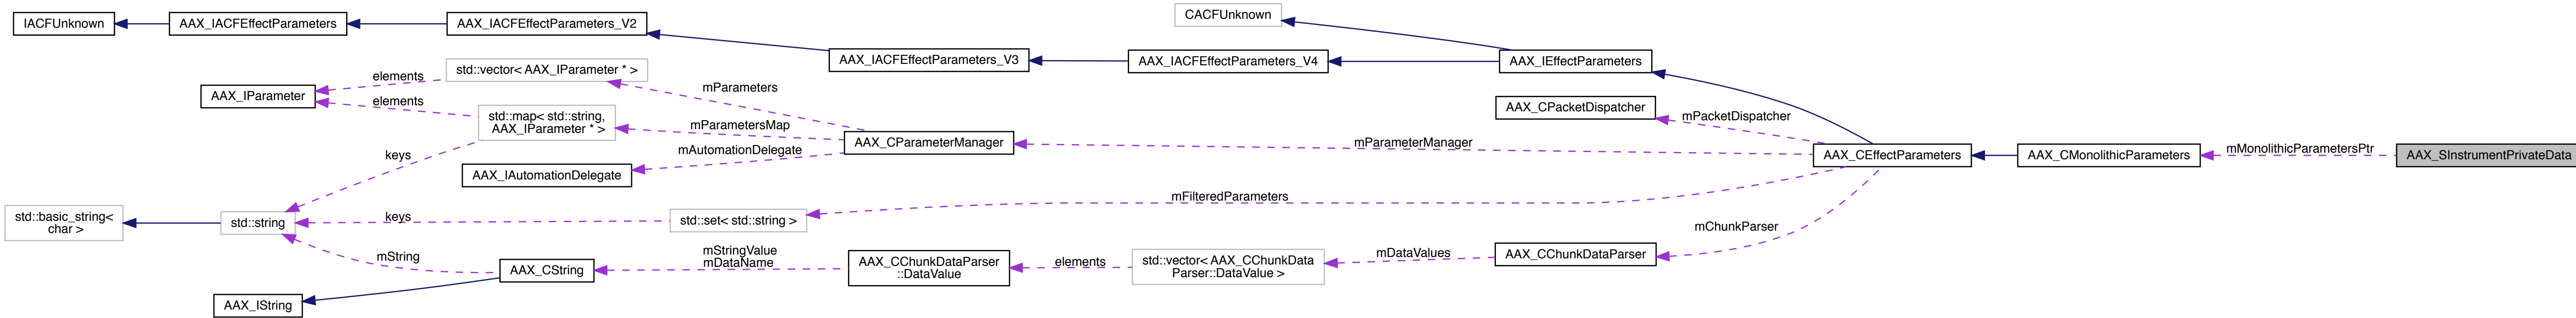 CACFUnknown
IACFUnknown
AAX_IACFEffectParameters
AAX_IACFEffectParameters_V2
AAX_IACFEffectParameters_V3
AAX_IACFEffectParameters_V4
AAX_IEffectParameters
std::vector< AAX_IParameter * >
elements
mParameters
AAX_IParameter
elements
std::map< std::string,
AAX_IParameter * >
mParametersMap
AAX_CPacketDispatcher
mPacketDispatcher
AAX_CParameterManager
mParameterManager
mAutomationDelegate
AAX_IAutomationDelegate
keys
AAX_CEffectParameters
AAX_CMonolithicParameters
mMonolithicParametersPtr
AAX_SInstrumentPrivateData
mFilteredParameters
std::basic_string<
char >
std::string
keys
std::set< std::string >
mChunkParser
mString
AAX_CString
mStringValue
mDataName
AAX_CChunkDataParser
::DataValue
elements
std::vector< AAX_CChunkData
Parser::DataValue >
mDataValues
AAX_CChunkDataParser
AAX_IString